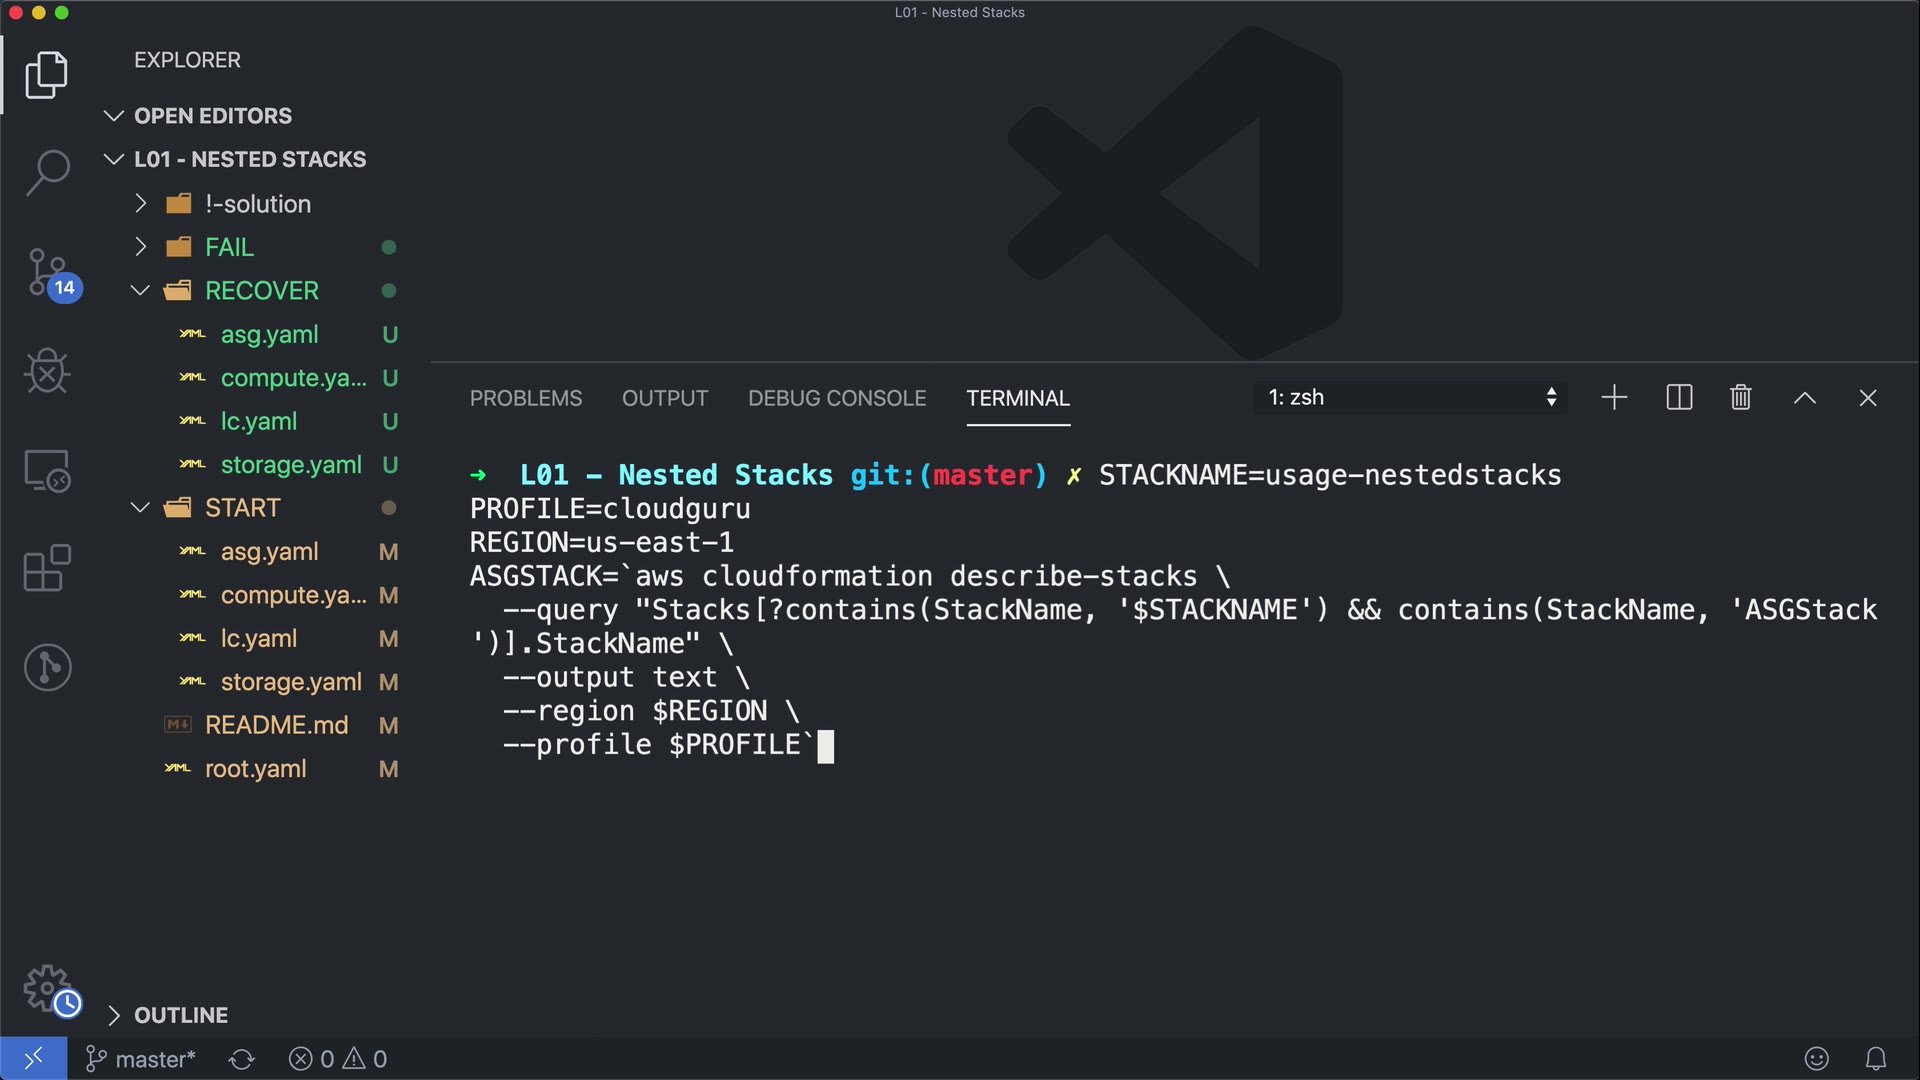 L01 - Nested Stacks
EXPLORER
OPEN EDITORS
L01 - NESTED STACKS
!-solution
FAIL
RECOVER
asg.yaml U
compute.ya... U
lc.yaml U
storage.yaml U
START
asg.yaml M
compute.ya... M
lc.yaml M
storage.yaml M
README.md M
root.yaml M
OUTLINE
14
PROBLEMS OUTPUT DEBUG CONSOLE TERMINAL 1: zsh
➜ L01 - Nested Stacks git:(master) ✗ STACKNAME=usage-nestedstacks
PROFILE=cloudguru
REGION=us-east-1
ASGSTACK=`aws cloudformation describe-stacks \
--query "Stacks[?contains(StackName, '$STACKNAME') && contains(StackName, 'ASGStack
')].StackName" \
--output text \
--region $REGION \
--profile $PROFILE`
master* 0 0